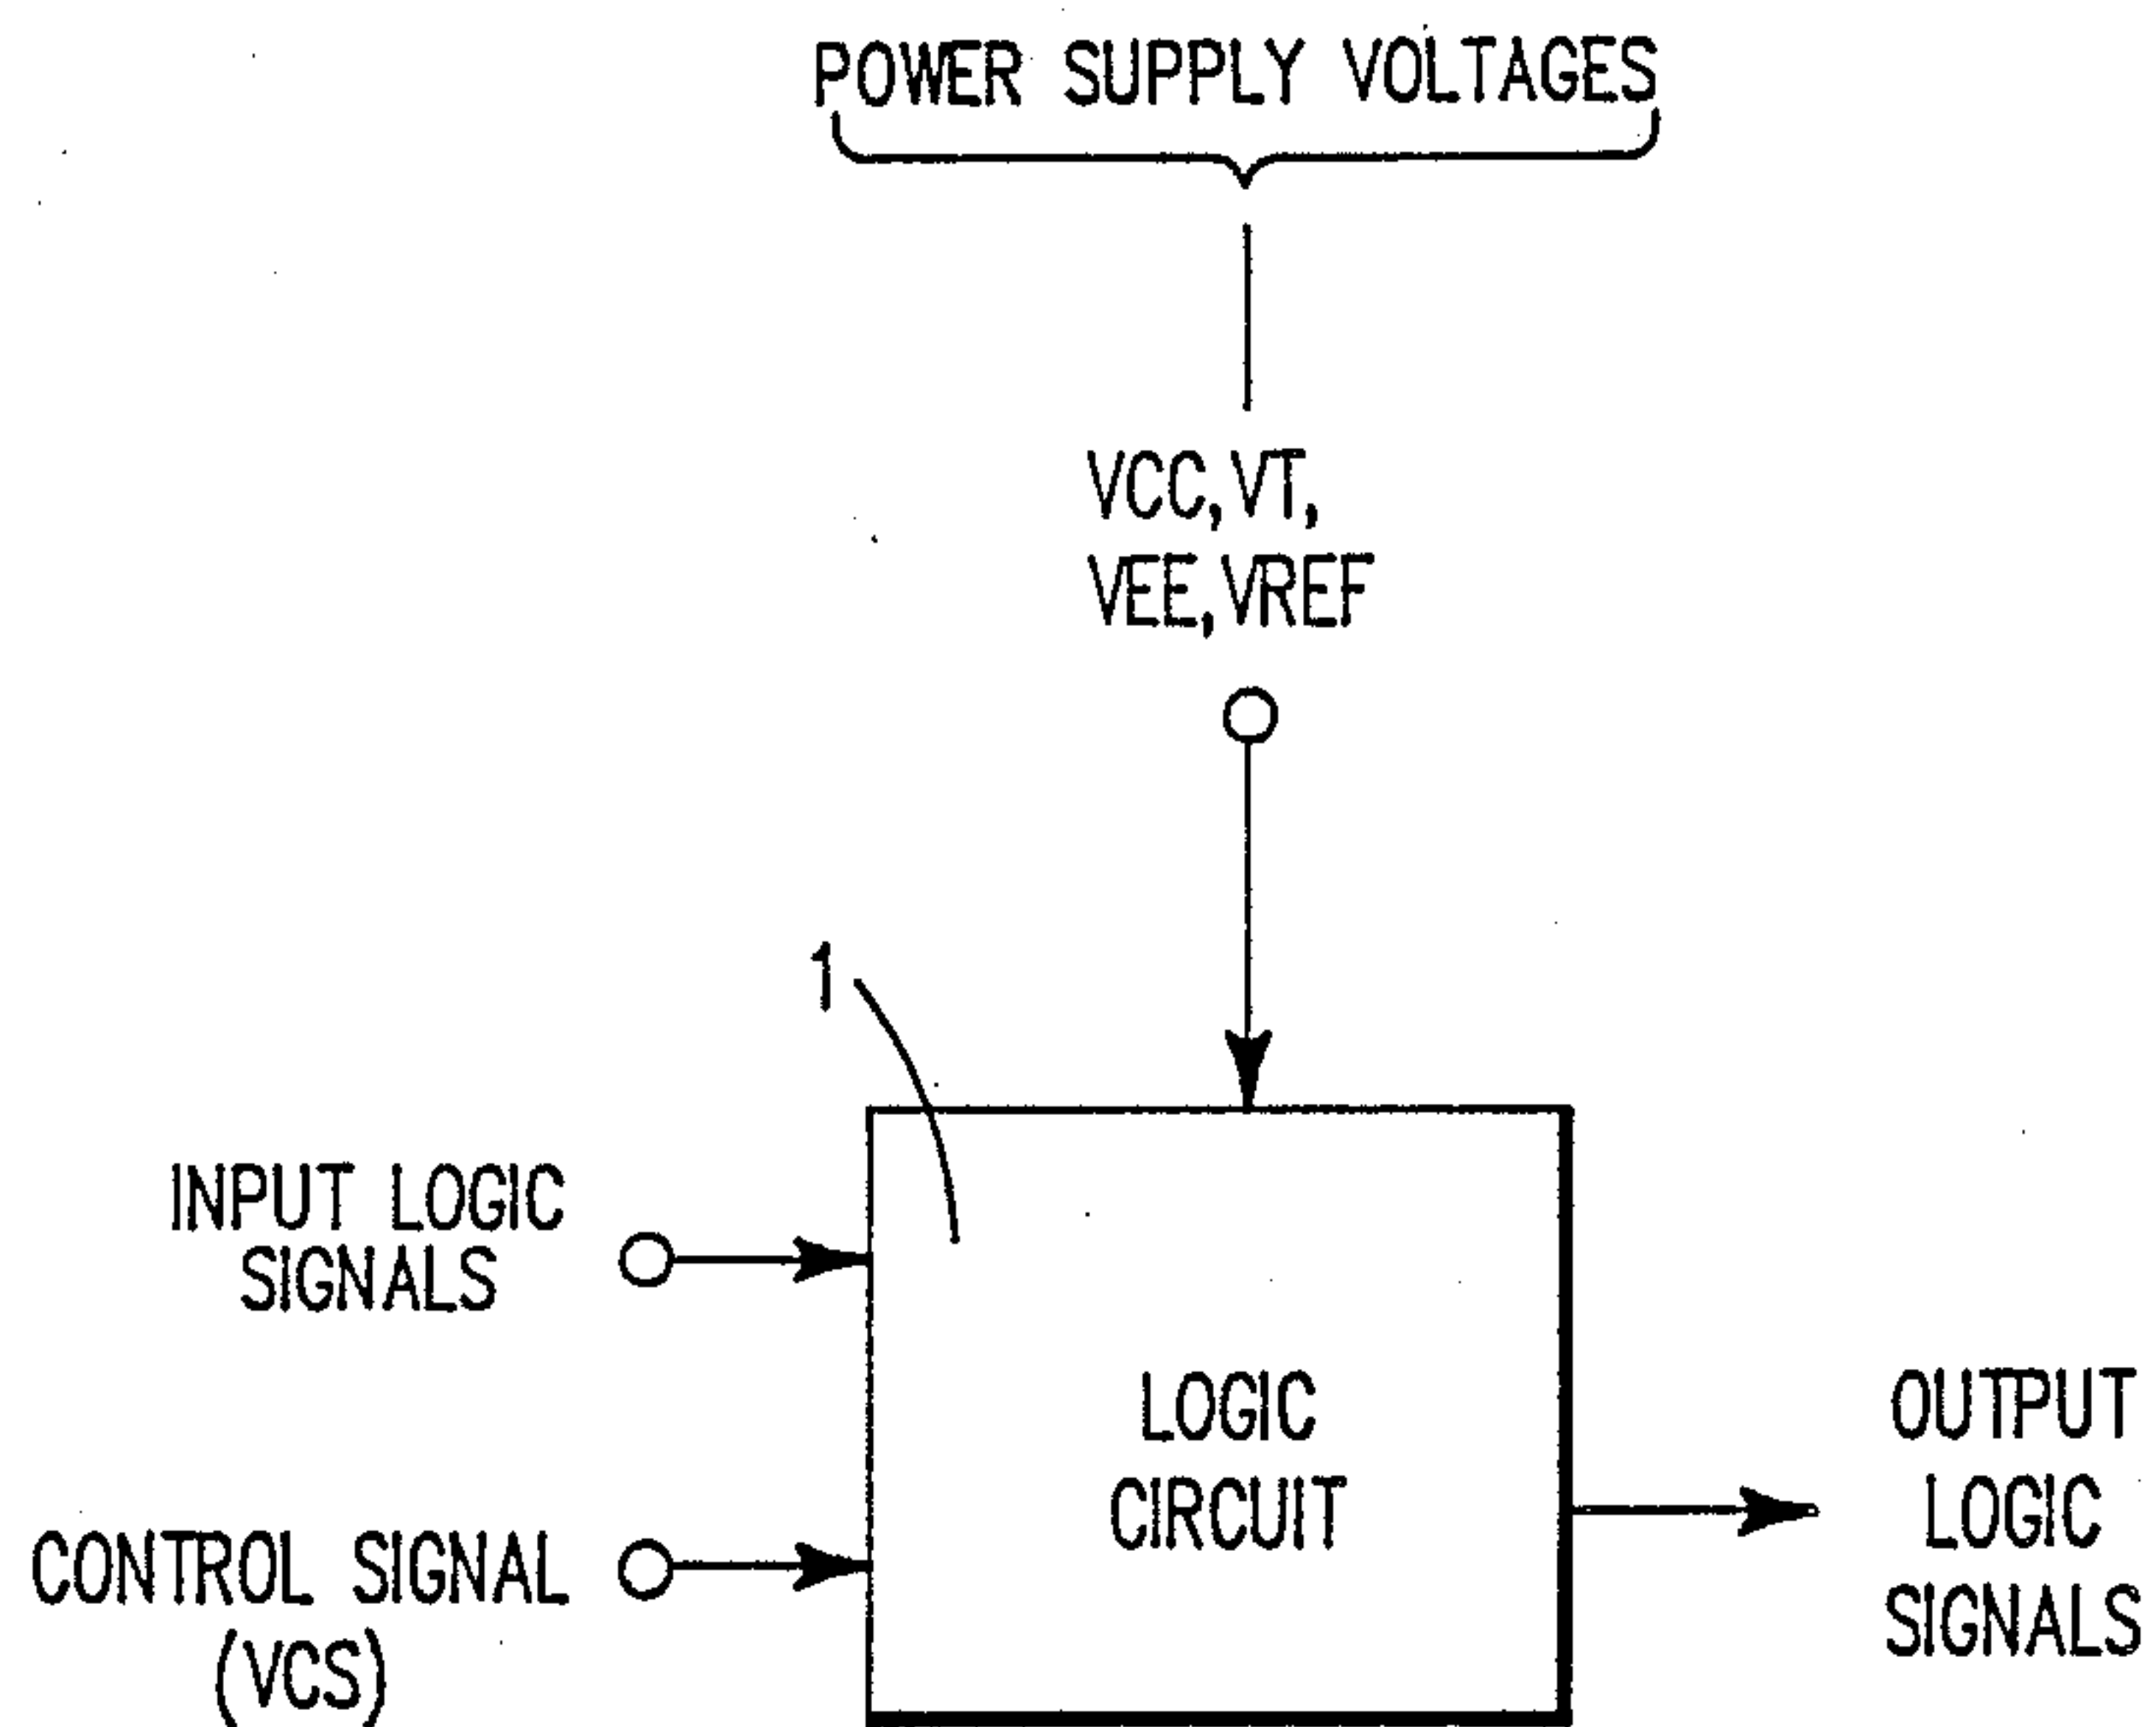 POWER SUPPLY VOLTAGES
VCC,VT,
VEE,VREF
1
INPUT LOGIC
SIGNALS
LOGIC
CIRCUIT
OUTPUT
LOGIC
SIGNALS
CONTROL SIGNAL
(VCS)